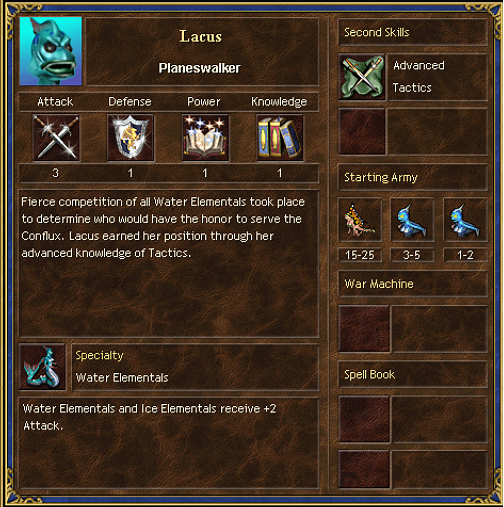 Lacus
Planeswalker
Attack Defense Power Knowledge
3 1 1 1
Fierce competition of all Water Elementals took place
to determine who would have the honor to serve the
Conflux. Lacus earned her position through her
advanced knowledge of Tactics.
Specialty
Water Elementals
Water Elementals and Ice Elementals receive +2
Attack.
Second Skills
Advanced
Tactics
Starting Army
15-25 3-5 1-2
War Machine
Spell Book